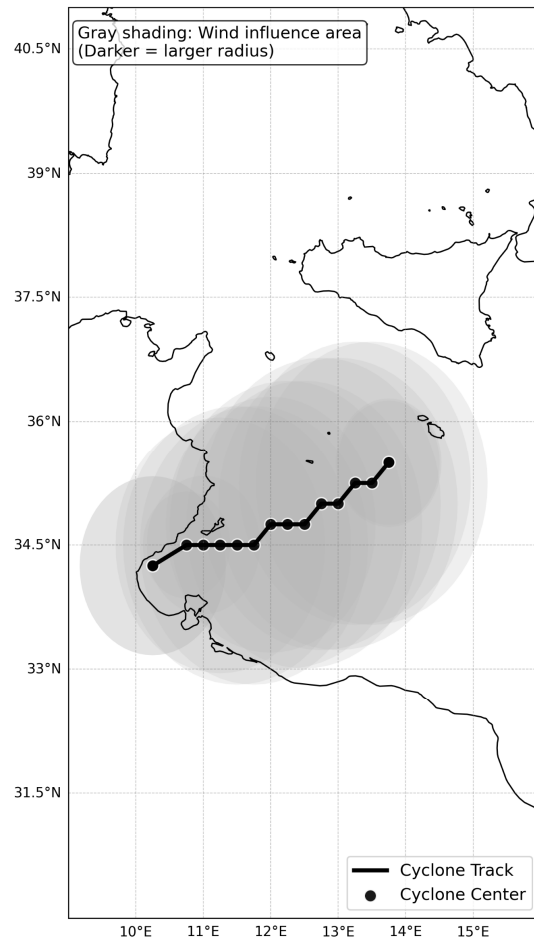 Gray shading: Wind influence area
(Darker = larger radius)
40.5°N
39°N
37.5°N
36°N
34.5°N
33°N
31.5°N
Cyclone Track
Cyclone Center
10°E 11°E 12°E 13°E 14°E 15°E